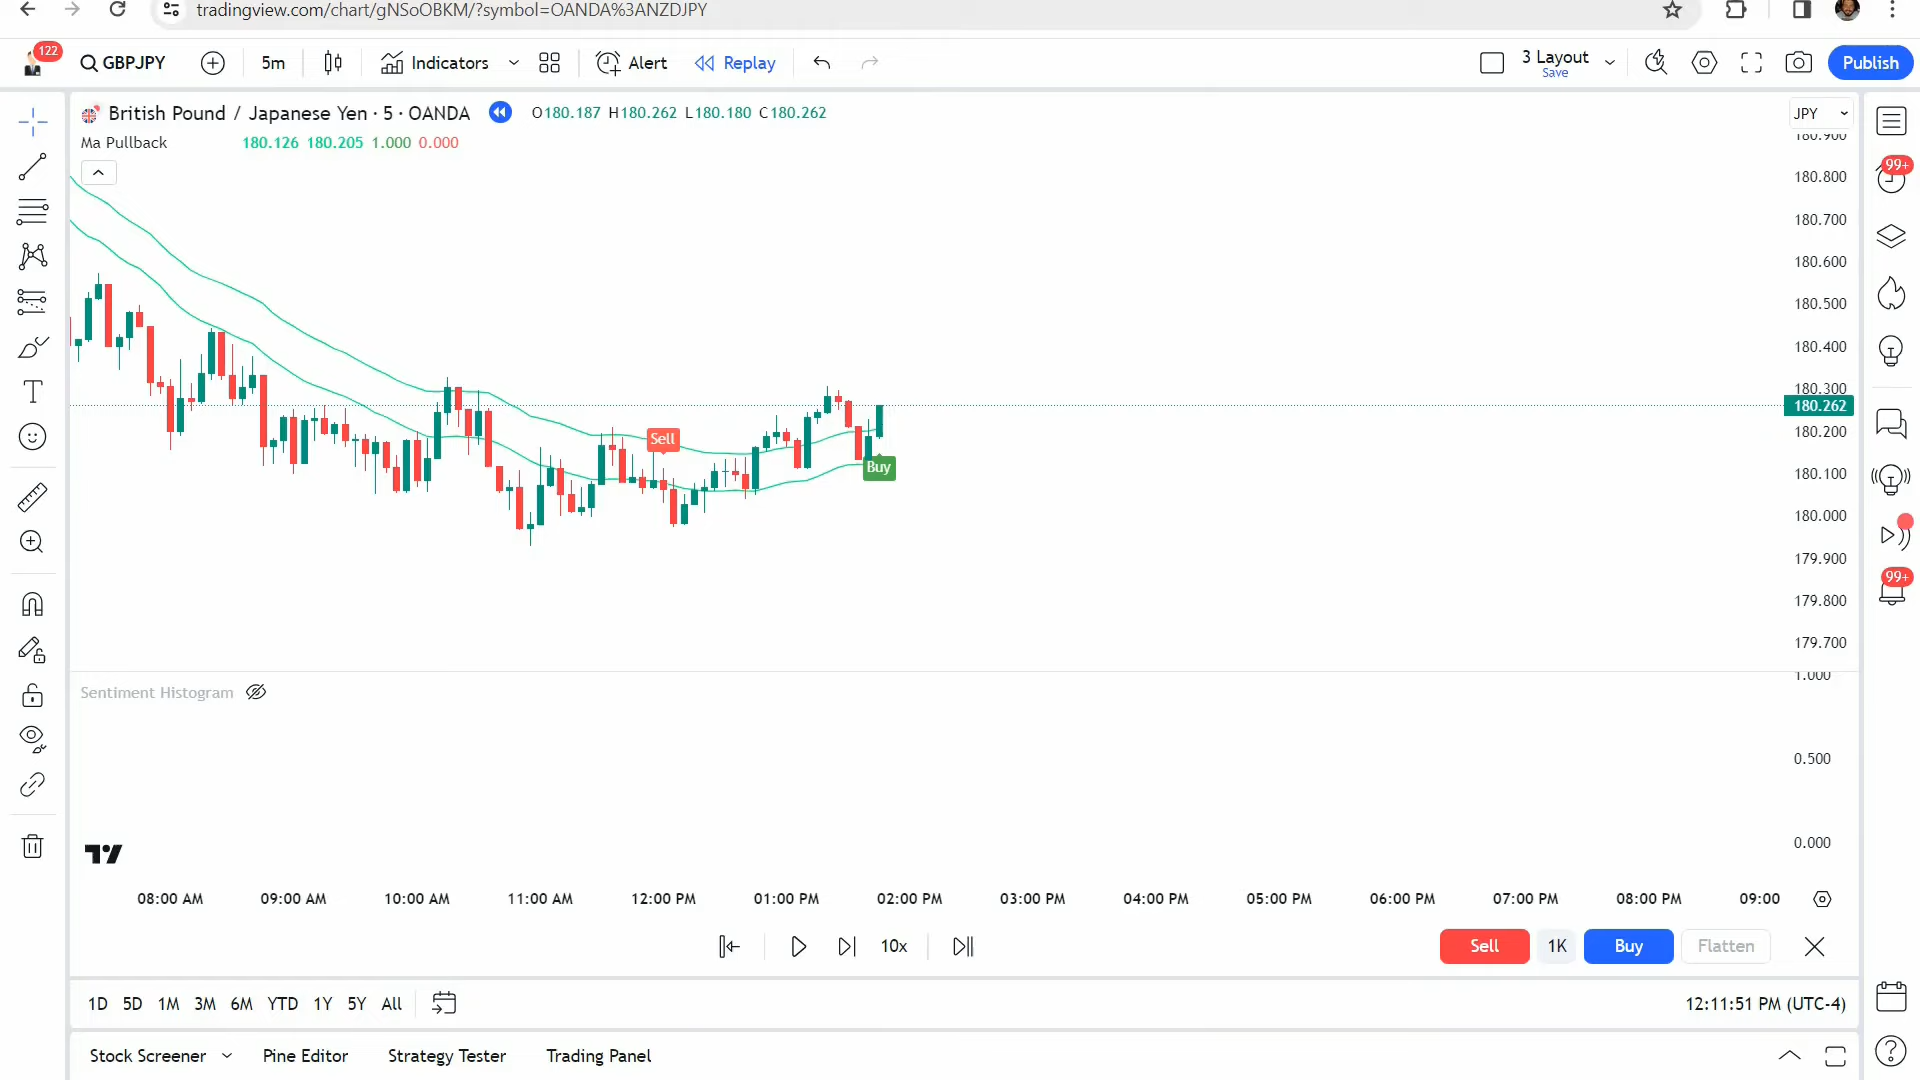 tradingview.com/chart/gNSoOBKM/?symbol=OANDA%3ANZDJPY
122
GBPJPY 5m Indicators Alert Replay 3 Layout Save Publish
British Pound / Japanese Yen · 5 · OANDA O180.187 H180.262 L180.180 C180.262 JPY
Ma Pullback 180.126 180.205 1.000 0.000
180.900
180.800
180.700
180.600
180.500
180.400
180.300
180.262
180.200
180.100
180.000
179.900
179.800
179.700
Sell
Buy
99+
99+
Sentiment Histogram
1.000
0.500
0.000
08:00 AM 09:00 AM 10:00 AM 11:00 AM 12:00 PM 01:00 PM 02:00 PM 03:00 PM 04:00 PM 05:00 PM 06:00 PM 07:00 PM 08:00 PM 09:00
10x Sell 1K Buy Flatten
1D 5D 1M 3M 6M YTD 1Y 5Y All 12:11:51 PM (UTC-4)
Stock Screener Pine Editor Strategy Tester Trading Panel